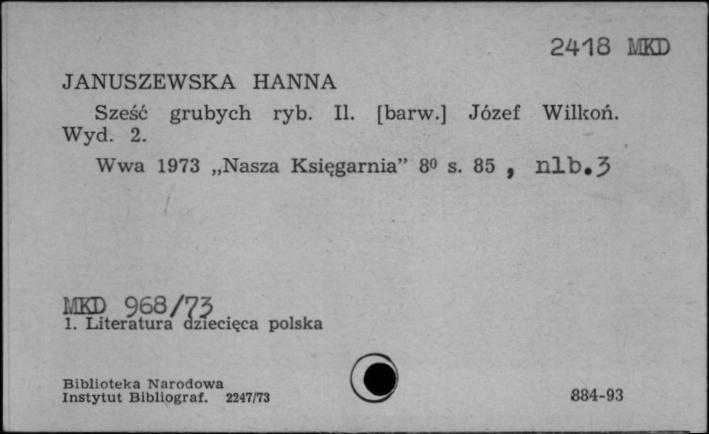 2418 MKD
JANUSZEWSKA HANNA
Sześć grubych ryb. Il. [barw.] Józef Wilkoń.
Wyd. 2.
Wwa 1973 „Nasza Księgarnia” 8⁰ s. 85 , nlb.3
MKD 968/73
1. Literatura dziecięca polska
Biblioteka Narodowa
Instytut Bibliograf. 2247/73
884-93